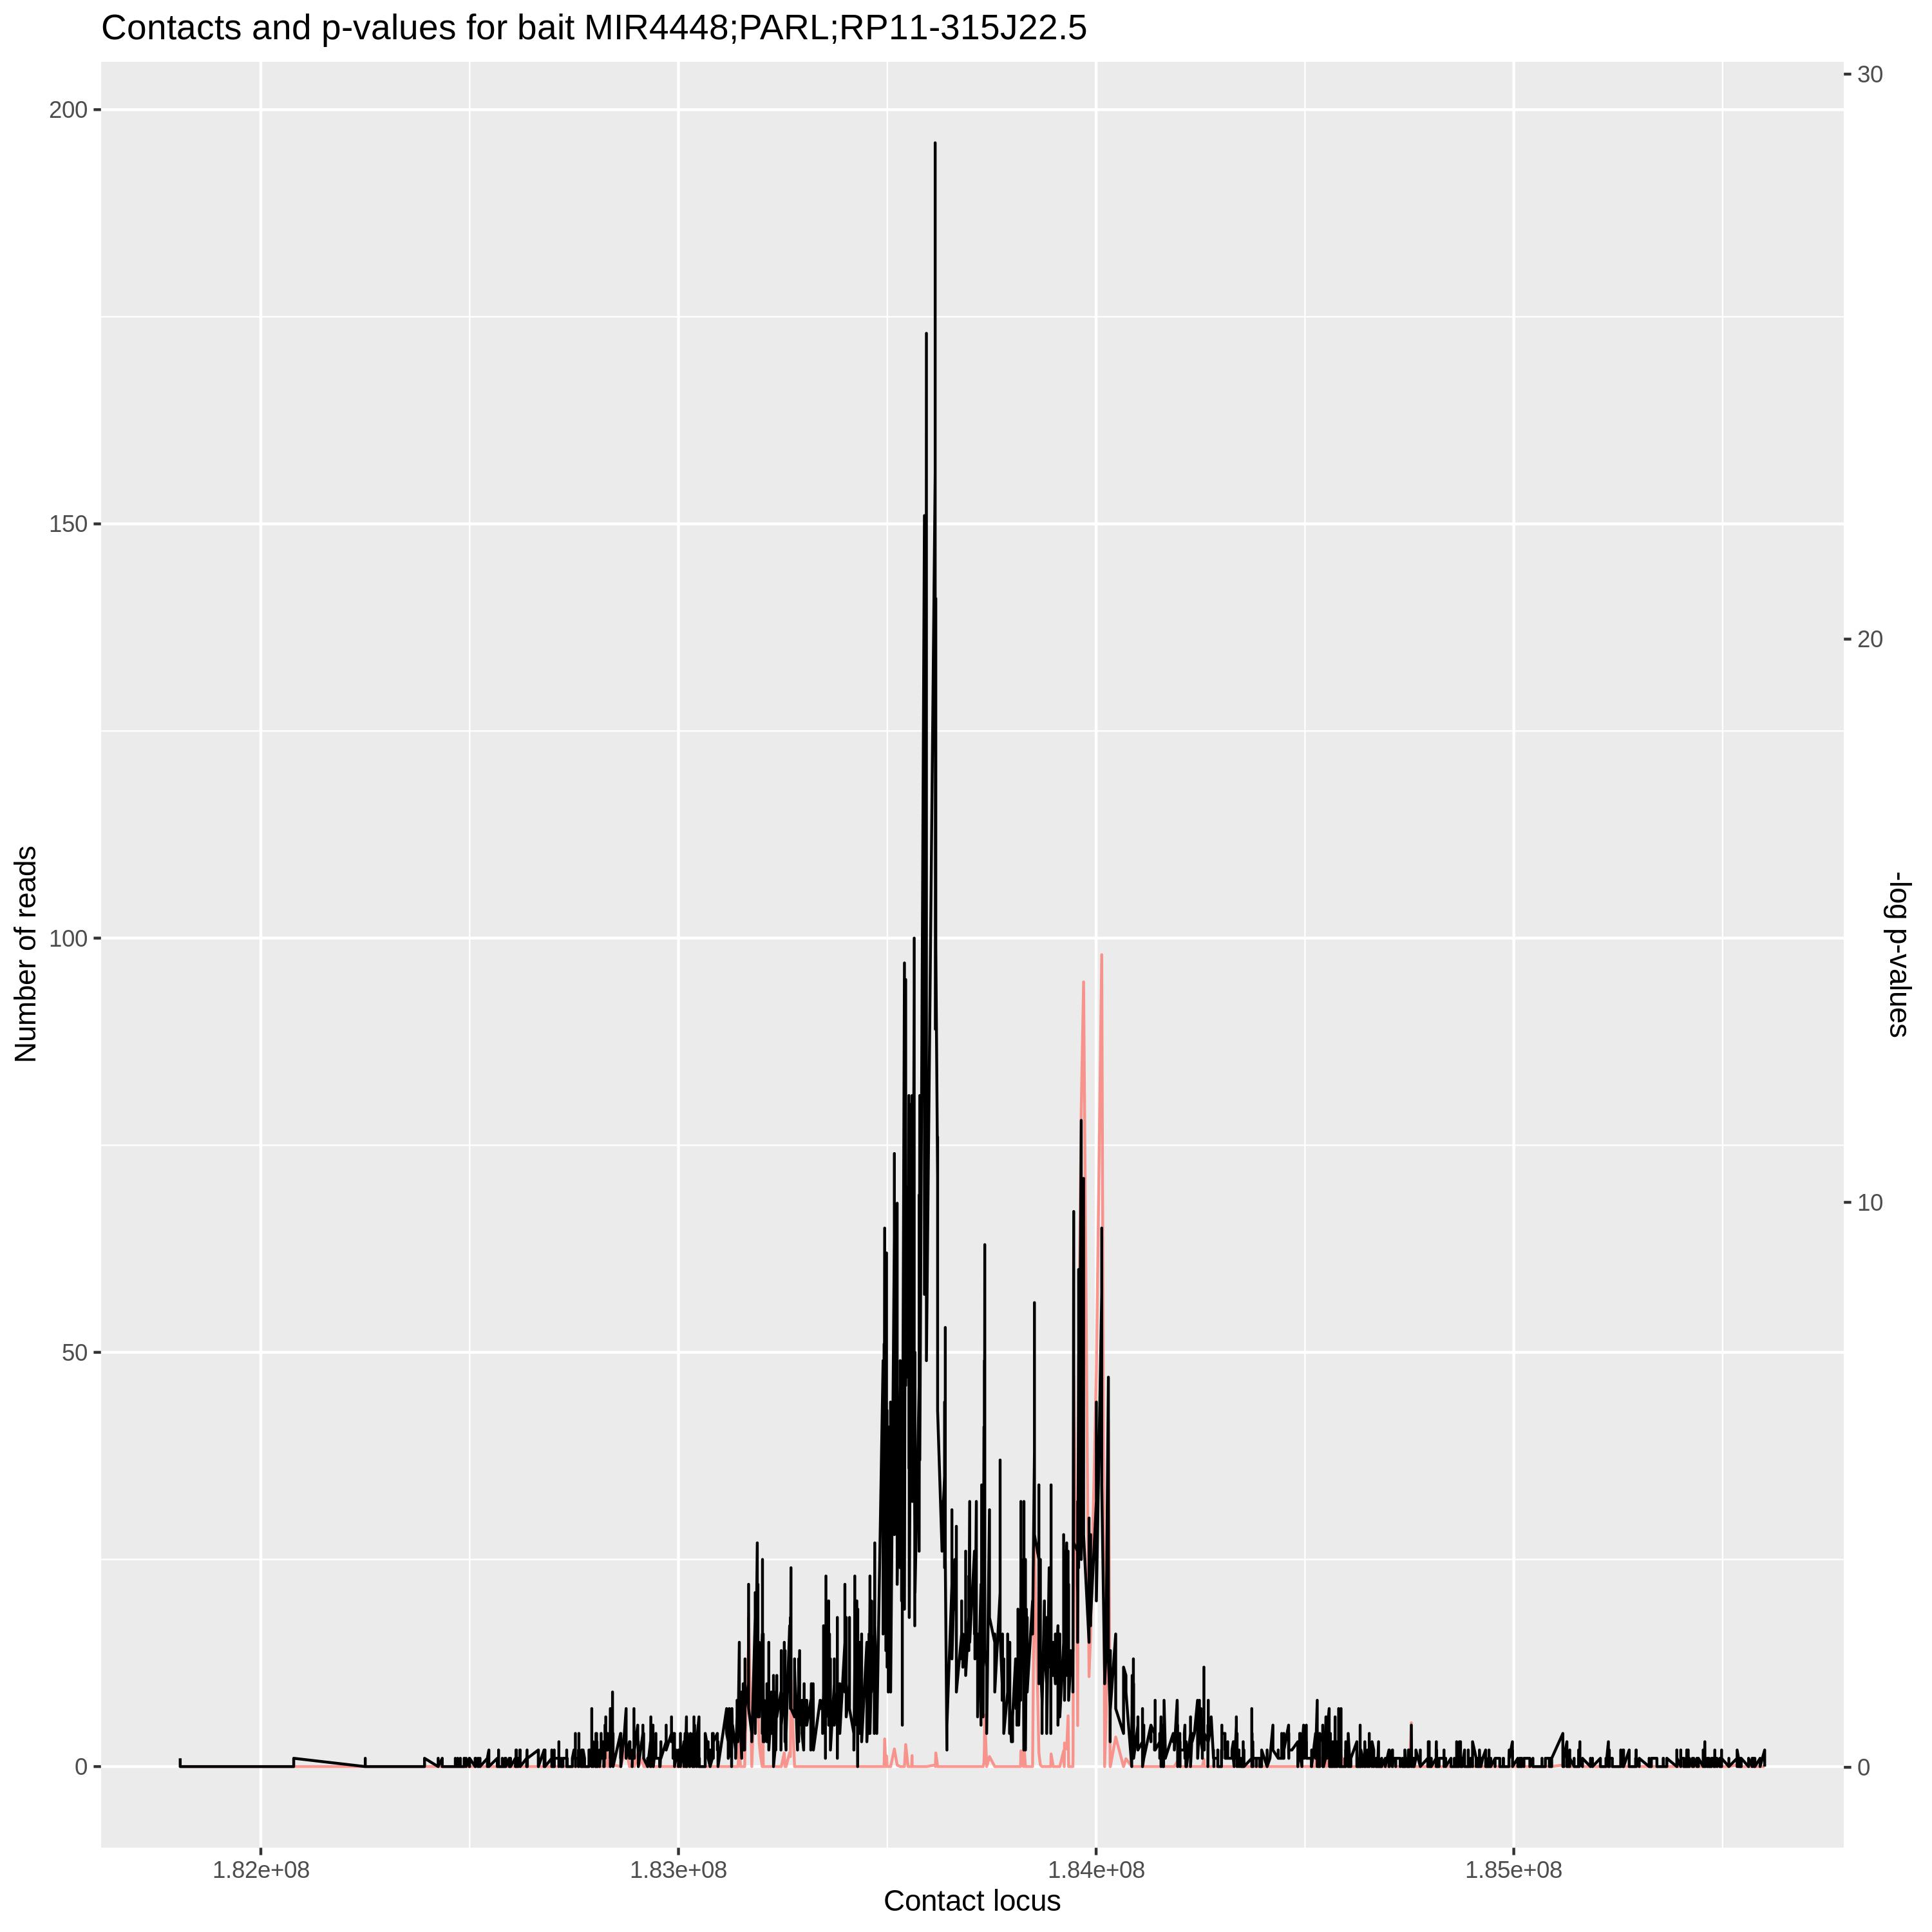 Contacts and p-values for bait MIR4448;PARL;RP11-315J22.5
200
150
100
50
0
Number of reads
30
20
10
0
-log p-values
1.82e+08
1.83e+08
1.84e+08
1.85e+08
Contact locus